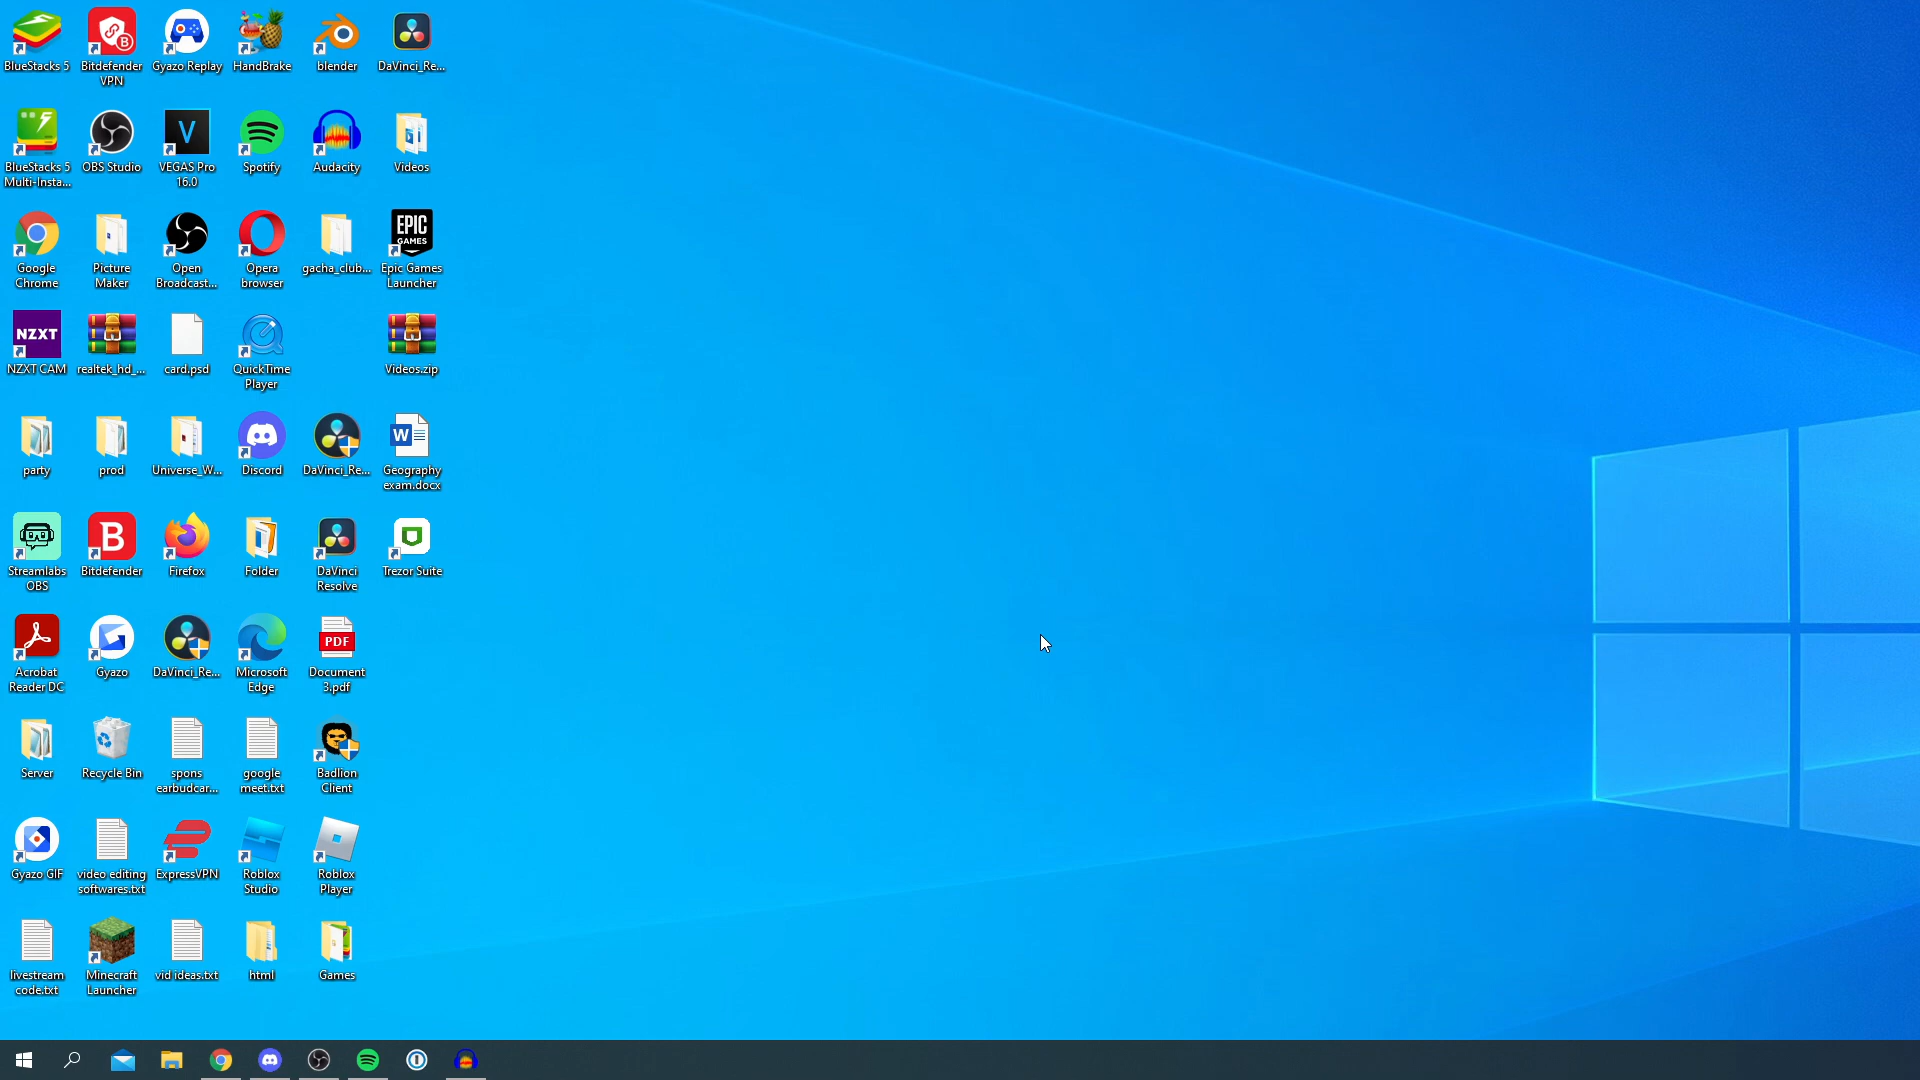 BlueStacks 5
Bitdefender
VPN
Gyazo Replay
HandBrake
blender
DaVinci_Re...
BlueStacks 5
Multi-Insta...
OBS Studio
VEGAS Pro
16.0
Spotify
Audacity
Videos
Google
Chrome
Picture
Maker
Open
Broadcast...
Opera
browser
gacha_club...
EPIC
GAMES
Epic Games
Launcher
NZXT
NZXT CAM
realtek_hd_...
card.psd
QuickTime
Player
Videos.zip
party
prod
Universe_W...
Discord
DaVinci_Re...
Geography
exam.docx
Streamlabs
OBS
Bitdefender
Firefox
Folder
DaVinci
Resolve
Trezor Suite
Acrobat
Reader DC
Gyazo
DaVinci_Re...
Microsoft
Edge
PDF
Document
3.pdf
Server
Recycle Bin
spons
earbudcar...
google
meet.txt
Badlion
Client
Gyazo GIF
video editing
softwares.txt
ExpressVPN
Roblox
Studio
Roblox
Player
livestream
code.txt
Minecraft
Launcher
vid ideas.txt
html
Games